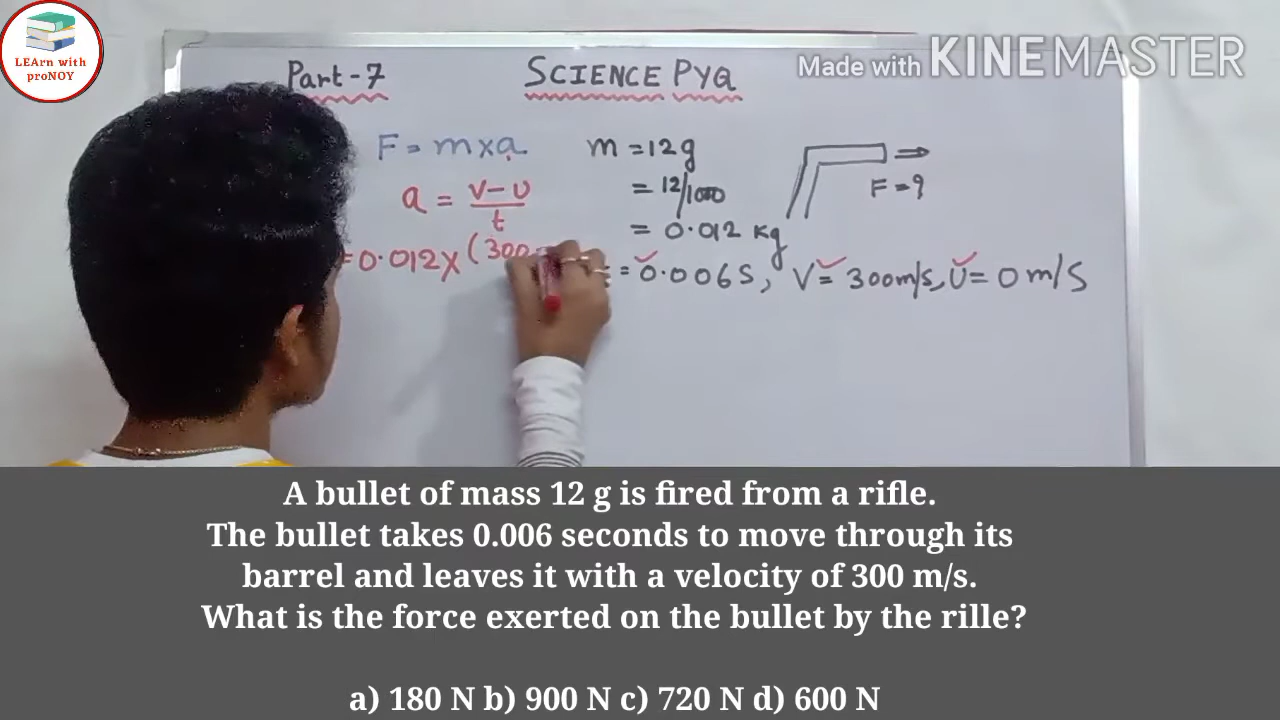 LEArn with
proNOY
Made with KINEMASTER
Part-7
SCIENCE PYQ
F = m x a
m = 12g
a = V - U / t
= 12/1000
F = ?
= 0.012 kg
= 0.012 x (300
= 0.006 S, V = 300 m/s, U = 0 m/s
A bullet of mass 12 g is fired from a rifle.
The bullet takes 0.006 seconds to move through its
barrel and leaves it with a velocity of 300 m/s.
What is the force exerted on the bullet by the rille?
a) 180 N b) 900 N c) 720 N d) 600 N